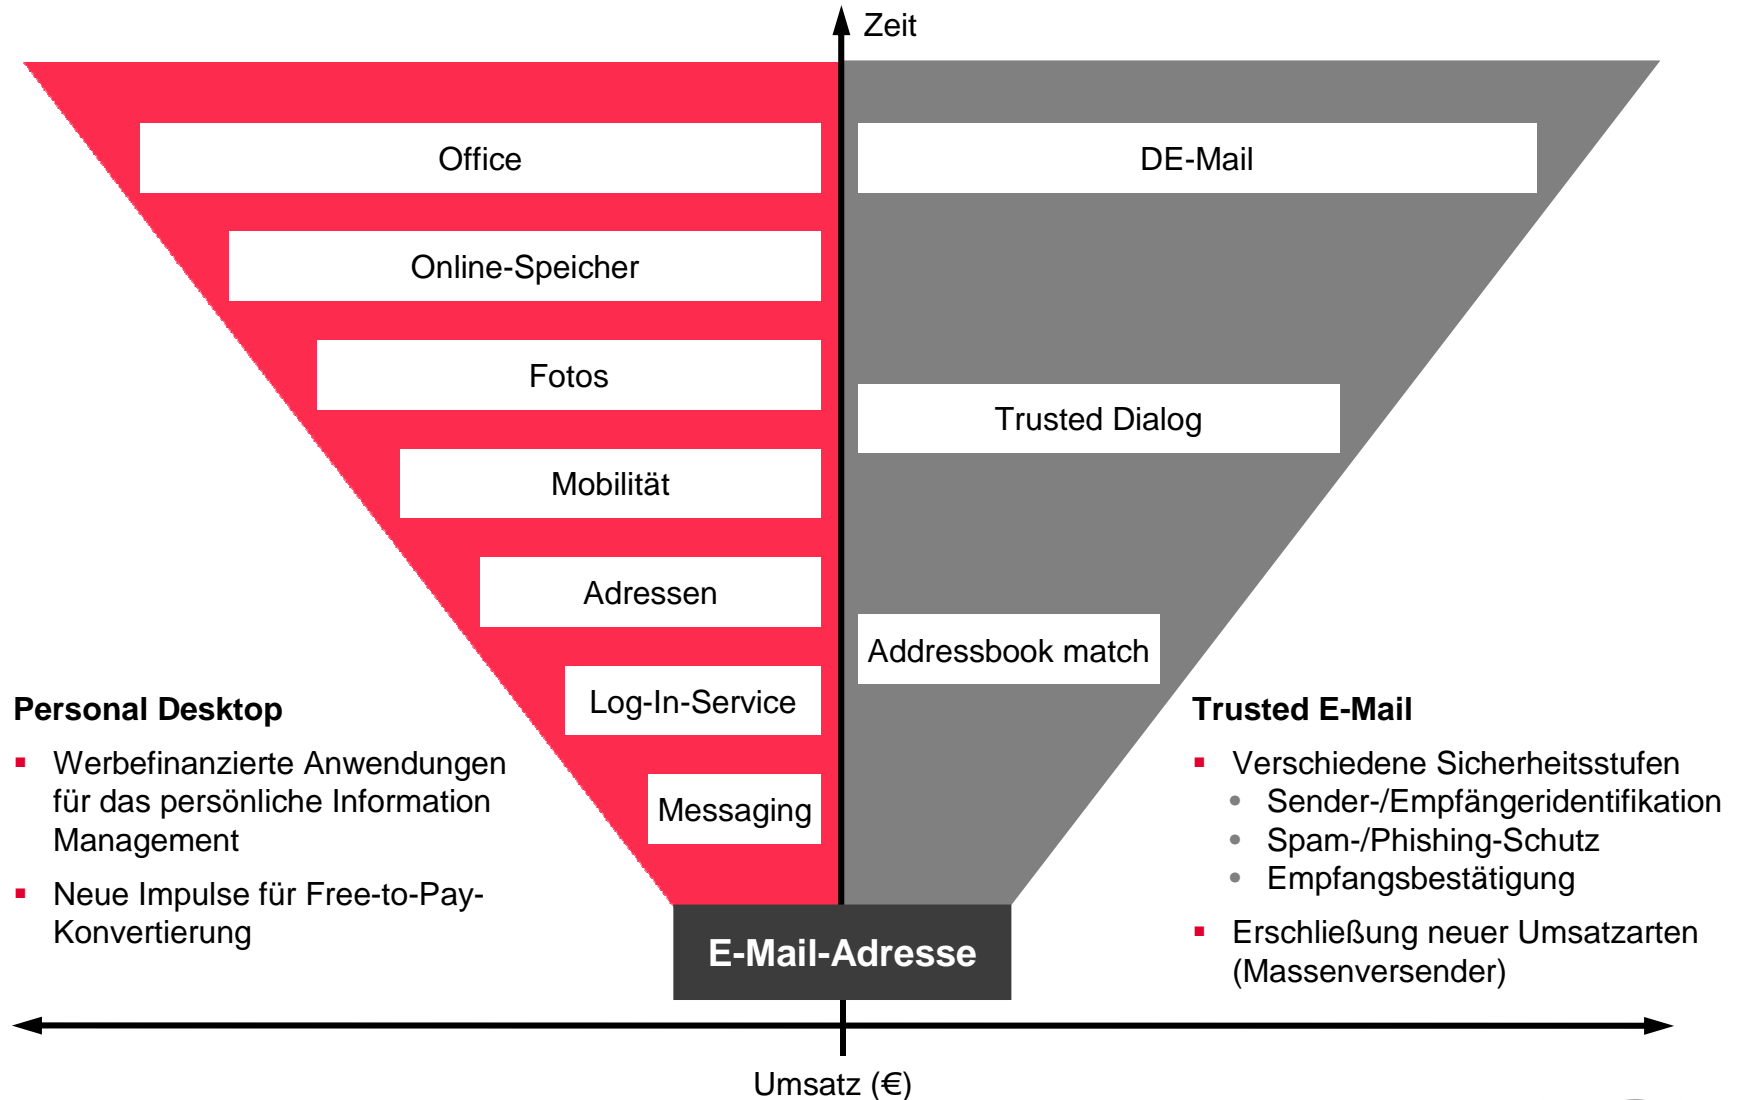 Zeit
Office
Online-Speicher
Fotos
Mobilität
Adressen
Log-In-Service
Messaging
DE-Mail
Trusted Dialog
Addressbook match
Personal Desktop
Werbefinanzierte Anwendungen
für das persönliche Information
Management
Neue Impulse für Free-to-Pay-
Konvertierung
Trusted E-Mail
Verschiedene Sicherheitsstufen
Sender-/Empfängeridentifikation
Spam-/Phishing-Schutz
Empfangsbestätigung
Erschließung neuer Umsatzarten
(Massenversender)
E-Mail-Adresse
Umsatz (€)